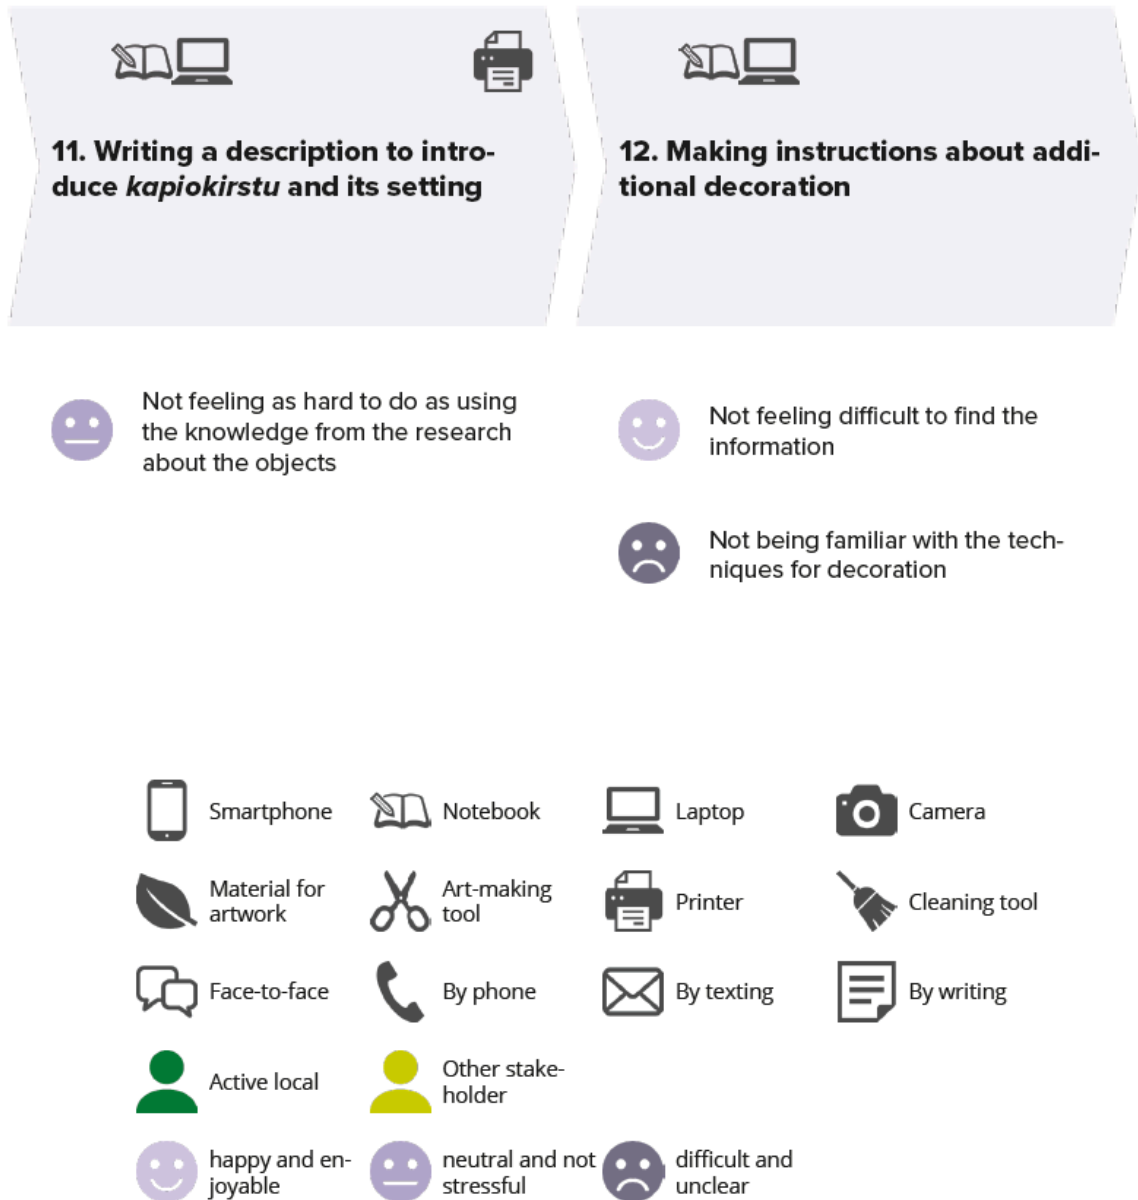 11. Writing a description to intro-
duce kapiokirstu and its setting
12. Making instructions about addi-
tional decoration
Not feeling as hard to do as using
the knowledge from the research
about the objects
Not feeling difficult to find the
information
Not being familiar with the tech-
niques for decoration
Smartphone
Notebook
Laptop
Camera
Material for
artwork
Art-making
tool
Printer
Cleaning tool
Face-to-face
By phone
By texting
By writing
Active local
Other stake-
holder
happy and en-
joyable
neutral and not
stressful
difficult and
unclear